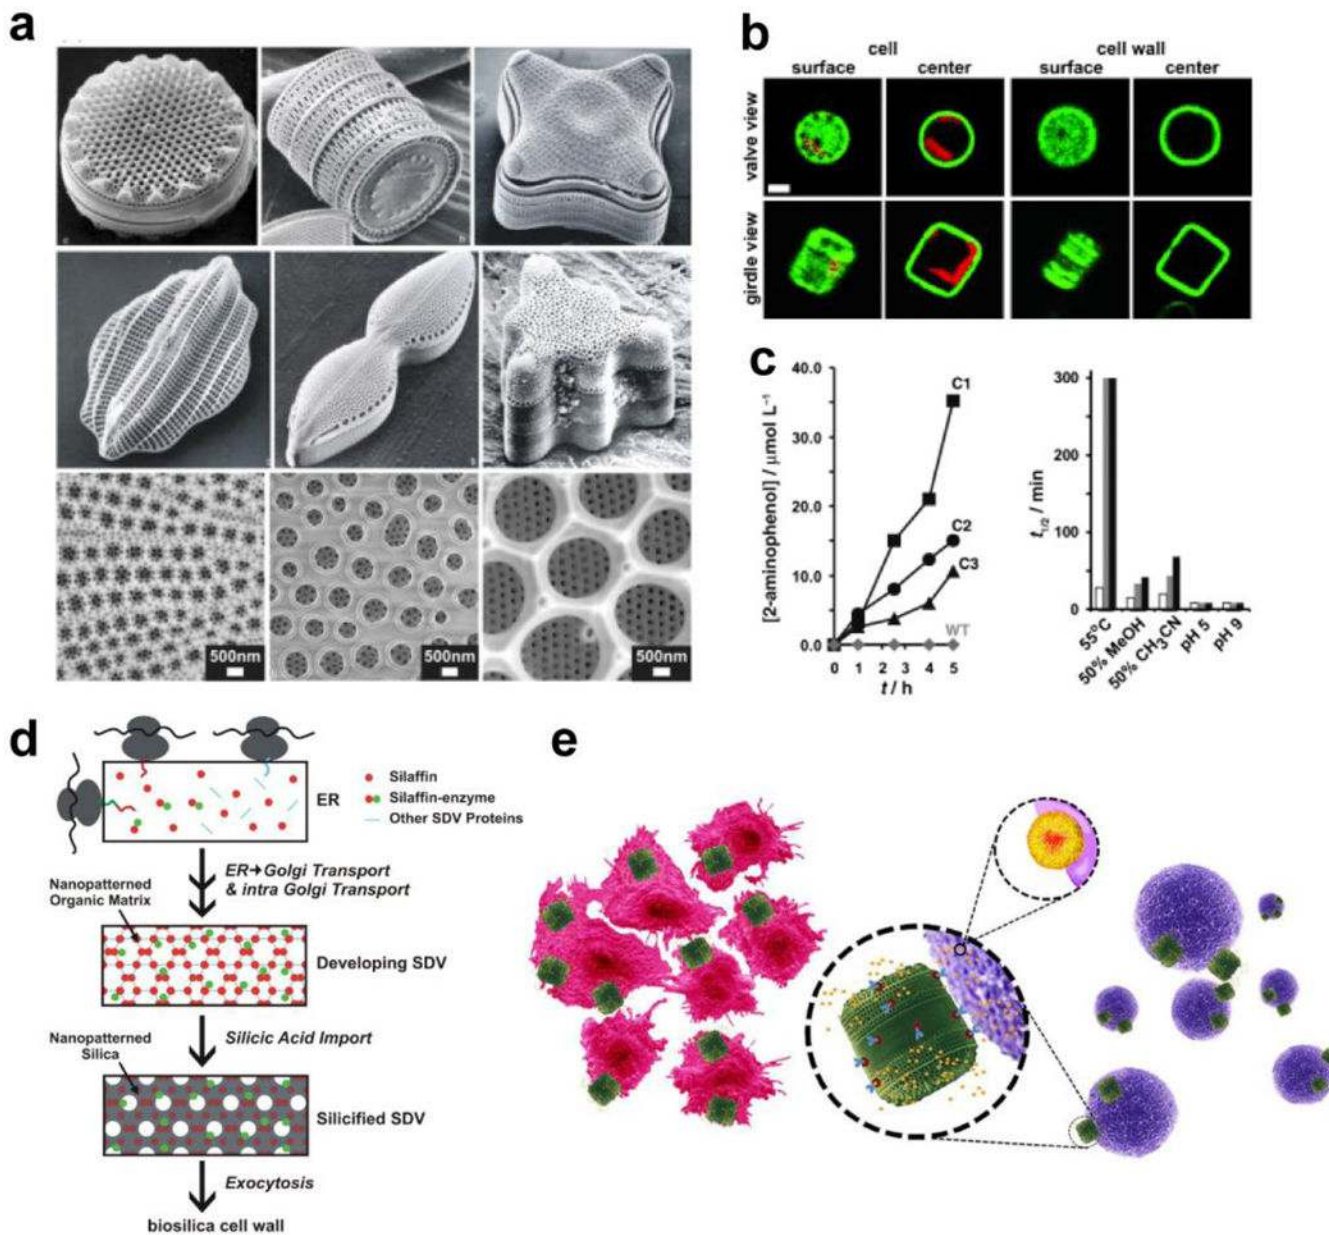 a
500nm
500nm
500nm
b
cell
cell wall
surface
center
surface
center
valve view
girdle view
c
40.0
30.0
20.0
10.0
0.0
[2-aminophenol] / μmol L⁻¹
C1
C2
C3
WT
0
1
2
3
4
5
t / h
300
200
100
0
t1/2 / min
55°C
50% MeOH
50% CH3CN
pH 5
pH 9
d
Silaffin
Silaffin-enzyme
Other SDV Proteins
ER
ER→Golgi Transport
& intra Golgi Transport
Nanopatterned
Organic Matrix
Developing SDV
Silicic Acid Import
Nanopatterned
Silica
Silicified SDV
Exocytosis
biosilica cell wall
e